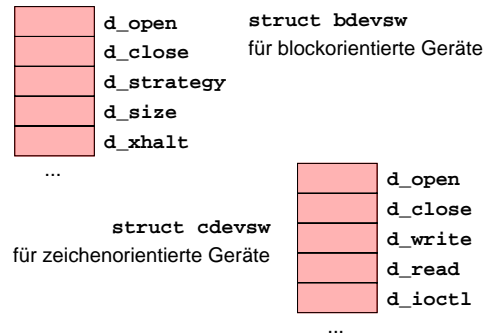 d_open
d_close
d_strategy
d_size
d_xhalt
...
struct bdevsw
für blockorientierte Geräte
struct cdevsw
für zeichenorientierte Geräte
d_open
d_close
d_write
d_read
d_ioctl
...